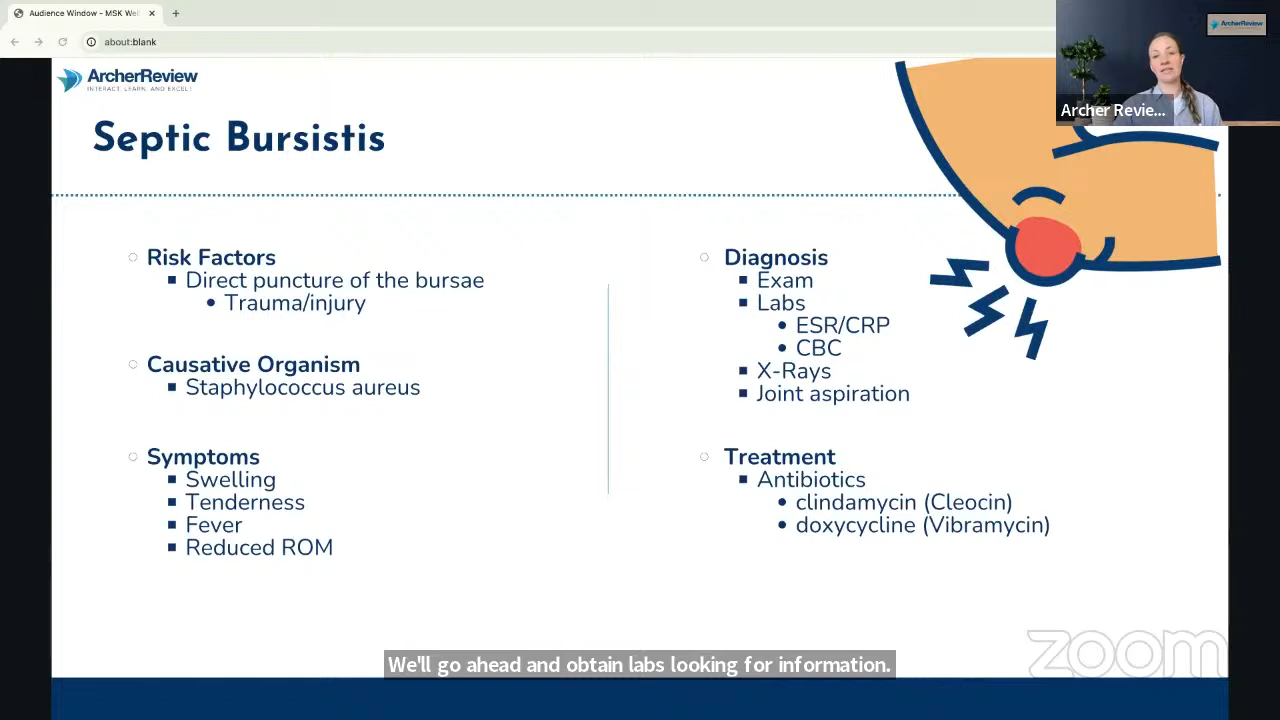 Audience Window - MSK Wel
about:blank
ArcherReview
ArcherReview
INTERACT, LEARN, AND EXCEL!
Archer Revie...
Septic Bursistis
Risk Factors
Direct puncture of the bursae
Trauma/injury
Causative Organism
Staphylococcus aureus
Symptoms
Swelling
Tenderness
Fever
Reduced ROM
Diagnosis
Exam
Labs
ESR/CRP
CBC
X-Rays
Joint aspiration
Treatment
Antibiotics
clindamycin (Cleocin)
doxycycline (Vibramycin)
We'll go ahead and obtain labs looking for information.
zoom